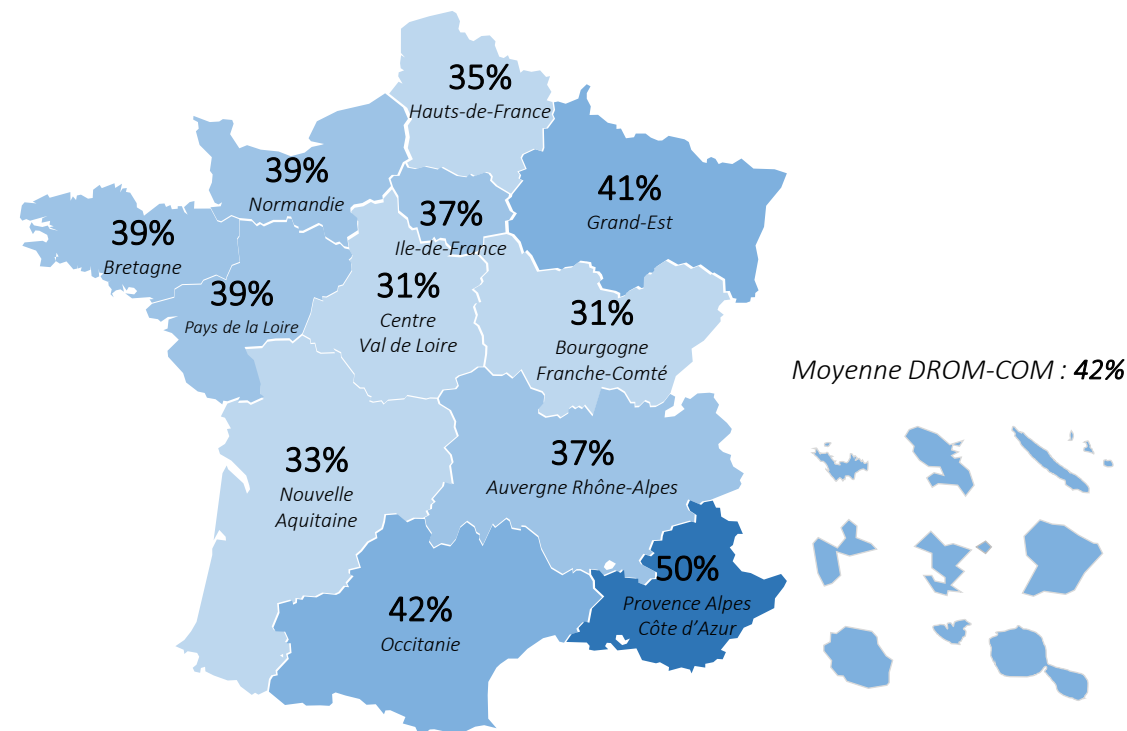 35%
Hauts-de-France
39%
Normandie
41%
Grand-Est
37%
Ile-de-France
39%
Bretagne
39%
Pays de la Loire
31%
Centre
Val de Loire
31%
Bourgogne
Franche-Comté
Moyenne DROM-COM : 42%
33%
Nouvelle
Aquitaine
37%
Auvergne Rhône-Alpes
50%
Provence Alpes
Côte d’Azur
42%
Occitanie